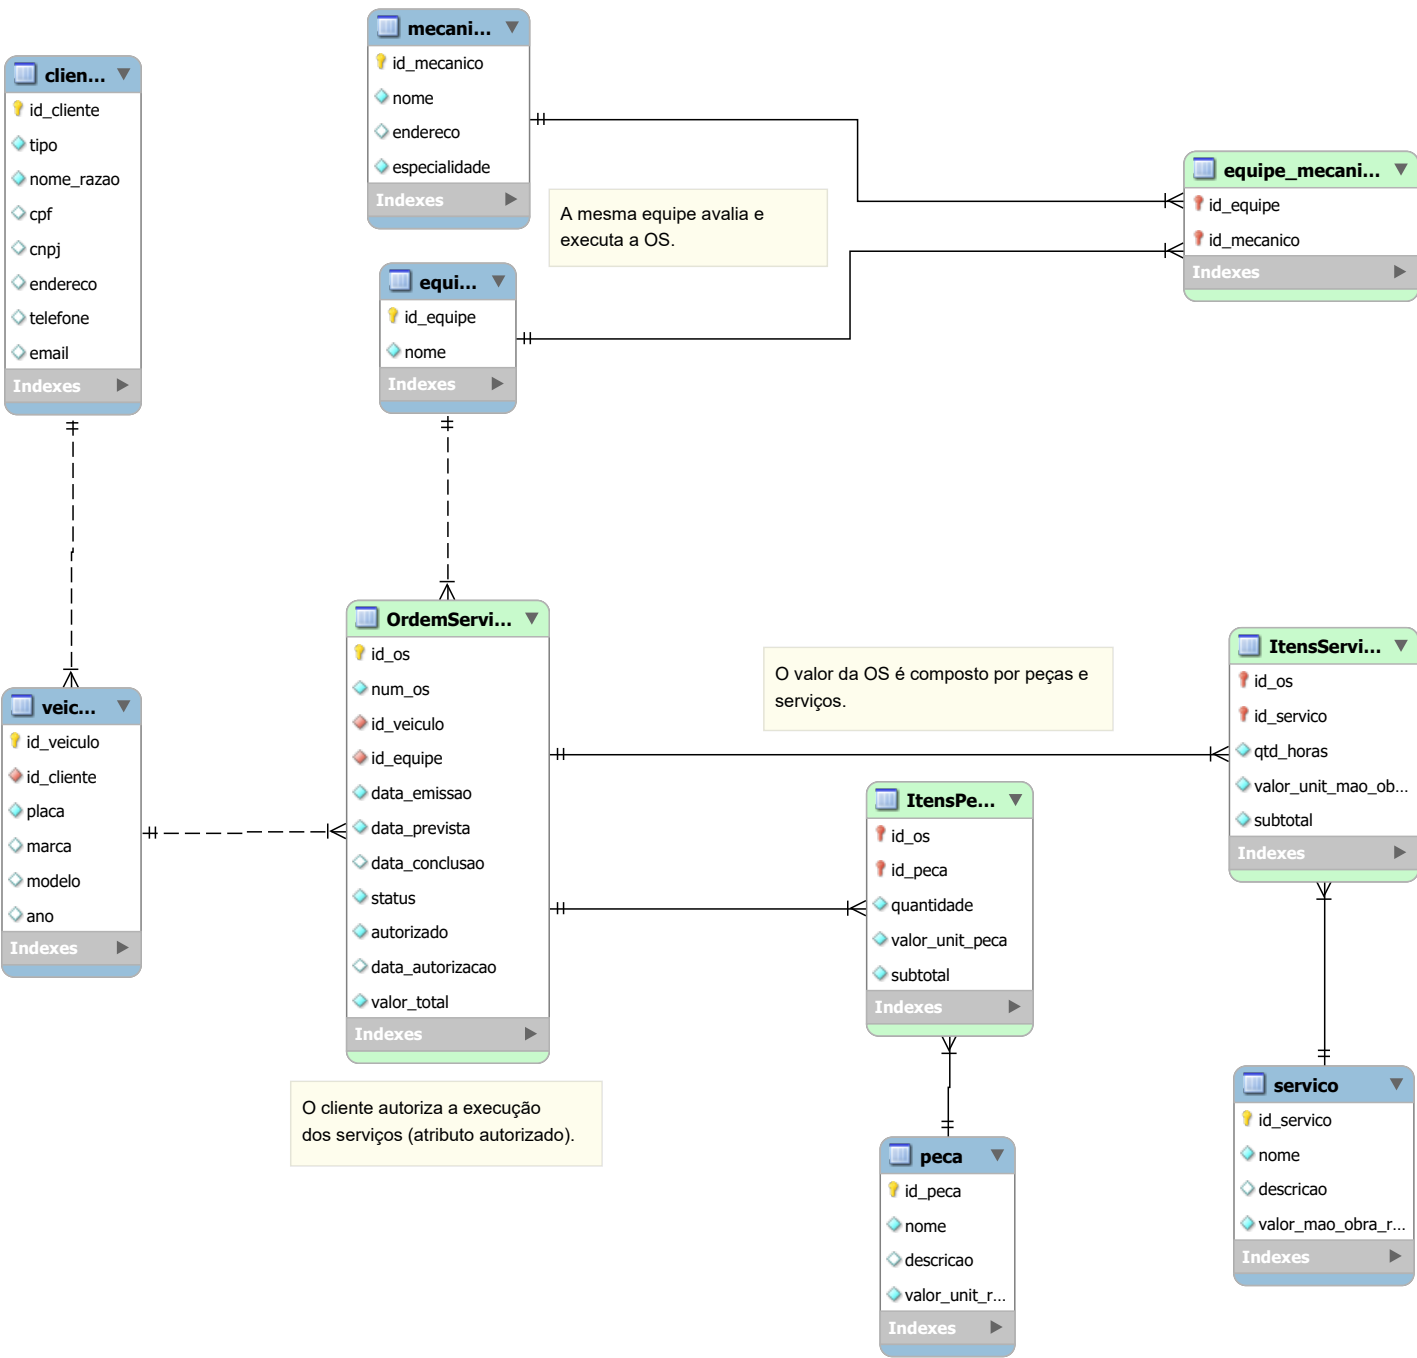 clien...
id_cliente
tipo
nome_razao
cpf
cnpj
endereco
telefone
email
Indexes
mecani...
id_mecanico
nome
endereco
especialidade
Indexes
A mesma equipe avalia e
executa a OS.
equipe_mecani...
id_equipe
id_mecanico
Indexes
equi...
id_equipe
nome
Indexes
veic...
id_veiculo
id_cliente
placa
marca
modelo
ano
Indexes
OrdemServi...
id_os
num_os
id_veiculo
id_equipe
data_emissao
data_prevista
data_conclusao
status
autorizado
data_autorizacao
valor_total
Indexes
O valor da OS é composto por peças e
serviços.
ItensServi...
id_os
id_servico
qtd_horas
valor_unit_mao_ob...
subtotal
Indexes
ItensPe...
id_os
id_peca
quantidade
valor_unit_peca
subtotal
Indexes
O cliente autoriza a execução
dos serviços (atributo autorizado).
peca
id_peca
nome
descricao
valor_unit_r...
Indexes
servico
id_servico
nome
descricao
valor_mao_obra_r...
Indexes